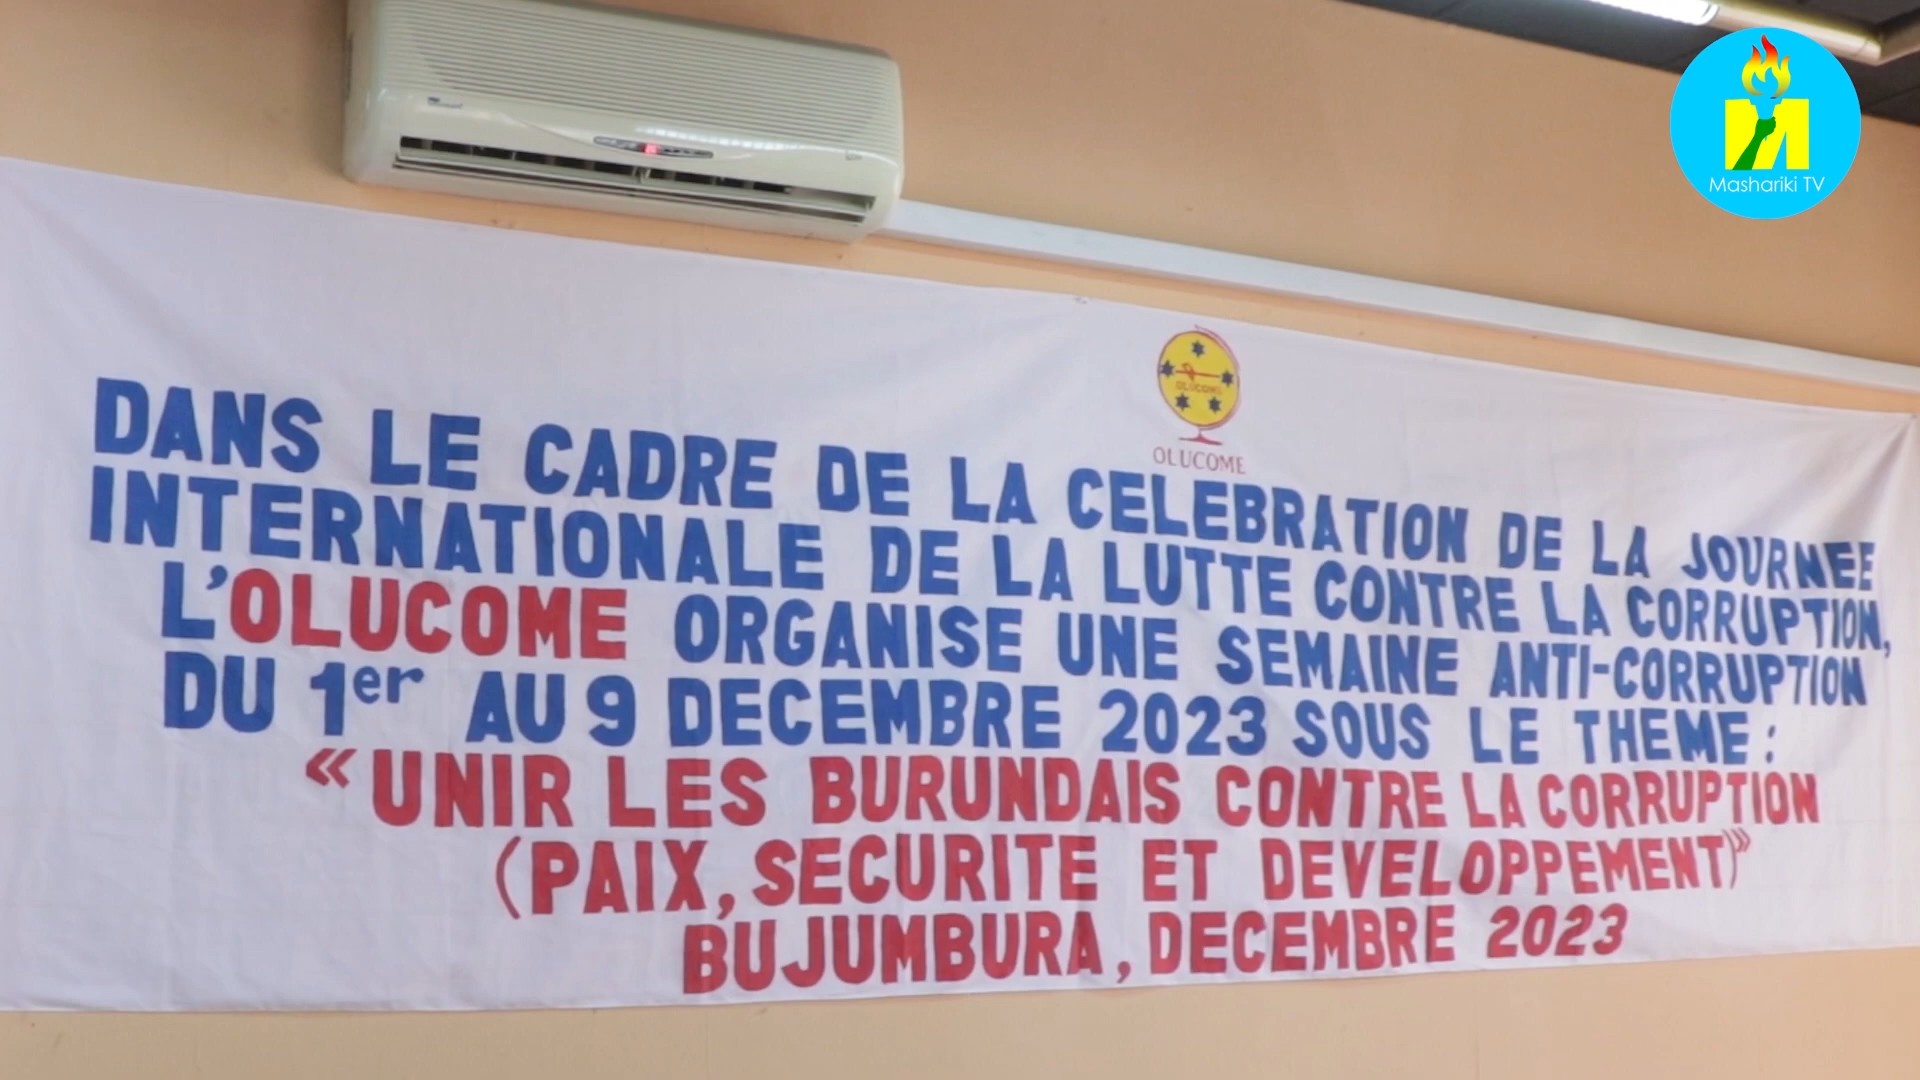 Mashariki TV
OLUCOME
OLUCOME
DANS LE CADRE DE LA CELEBRATION DE LA JOURNEE
INTERNATIONALE DE LA LUTTE CONTRE LA CORRUPTION,
L'OLUCOME ORGANISE UNE SEMAINE ANTI-CORRUPTION
DU 1er AU 9 DECEMBRE 2023 SOUS LE THEME :
«UNIR LES BURUNDAIS CONTRE LA CORRUPTION
(PAIX, SECURITE ET DEVELOPPEMENT)»
BUJUMBURA, DECEMBRE 2023